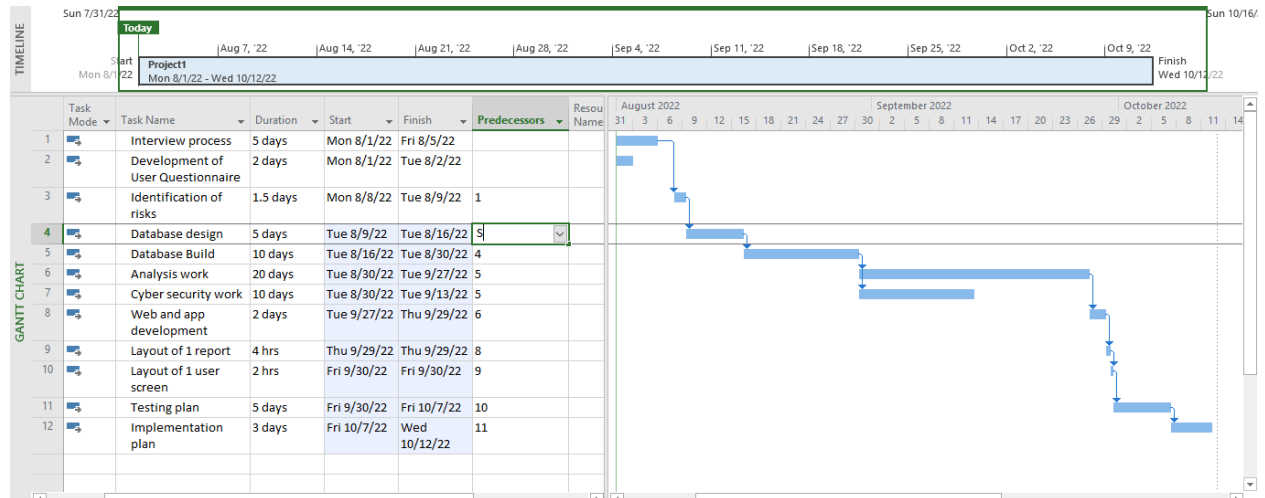 TIMELINE
Sun 7/31/22
Sun 10/16/
Today
Aug 7, '22 Aug 14, '22 Aug 21, '22 Aug 28, '22 Sep 4, '22 Sep 11, '22 Sep 18, '22 Sep 25, '22 Oct 2, '22 Oct 9, '22
Start
Mon 8/1/22
Project1
Mon 8/1/22 - Wed 10/12/22
Finish
Wed 10/12/22
GANTT CHART
Task Mode Task Name Duration Start Finish Predecessors Resou Name
1 Interview process 5 days Mon 8/1/22 Fri 8/5/22
2 Development of User Questionnaire 2 days Mon 8/1/22 Tue 8/2/22
3 Identification of risks 1.5 days Mon 8/8/22 Tue 8/9/22 1
4 Database design 5 days Tue 8/9/22 Tue 8/16/22 S
5 Database Build 10 days Tue 8/16/22 Tue 8/30/22 4
6 Analysis work 20 days Tue 8/30/22 Tue 9/27/22 5
7 Cyber security work 10 days Tue 8/30/22 Tue 9/13/22 5
8 Web and app development 2 days Tue 9/27/22 Thu 9/29/22 6
9 Layout of 1 report 4 hrs Thu 9/29/22 Thu 9/29/22 8
10 Layout of 1 user screen 2 hrs Fri 9/30/22 Fri 9/30/22 9
11 Testing plan 5 days Fri 9/30/22 Fri 10/7/22 10
12 Implementation plan 3 days Fri 10/7/22 Wed 10/12/22 11
August 2022 September 2022 October 2022
31 3 6 9 12 15 18 21 24 27 30 2 5 8 11 14 17 20 23 26 29 2 5 8 11 14